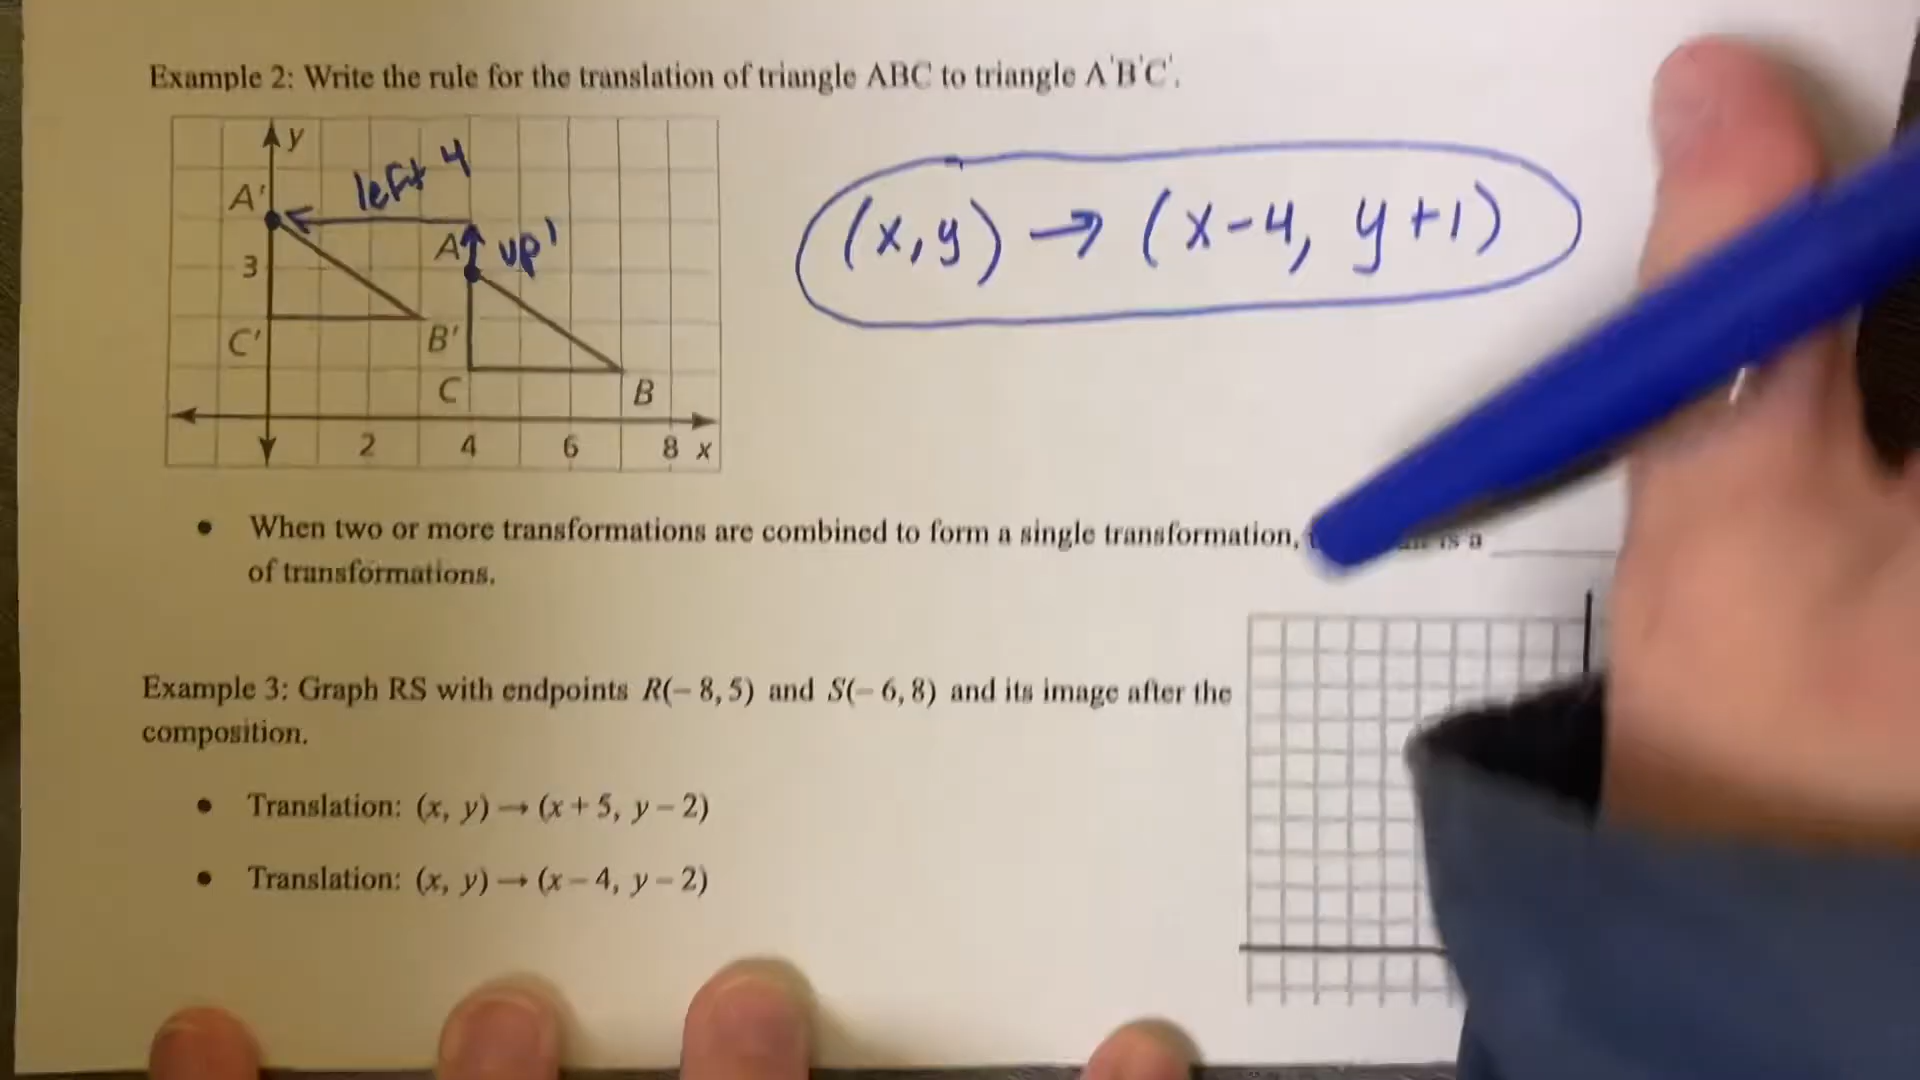 Example 2: Write the rule for the translation of triangle ABC to triangle A'B'C'.
y
left 4
A'
A
up 1
3
(x,y) → (x-4, y+1)
C'
B'
C
B
2 4 6 8 x
• When two or more transformations are combined to form a single transformation, is a
of transformations.
Example 3: Graph RS with endpoints R(− 8, 5) and S(− 6, 8) and its image after the
composition.
• Translation: (x, y) → (x + 5, y − 2)
• Translation: (x, y) → (x − 4, y − 2)